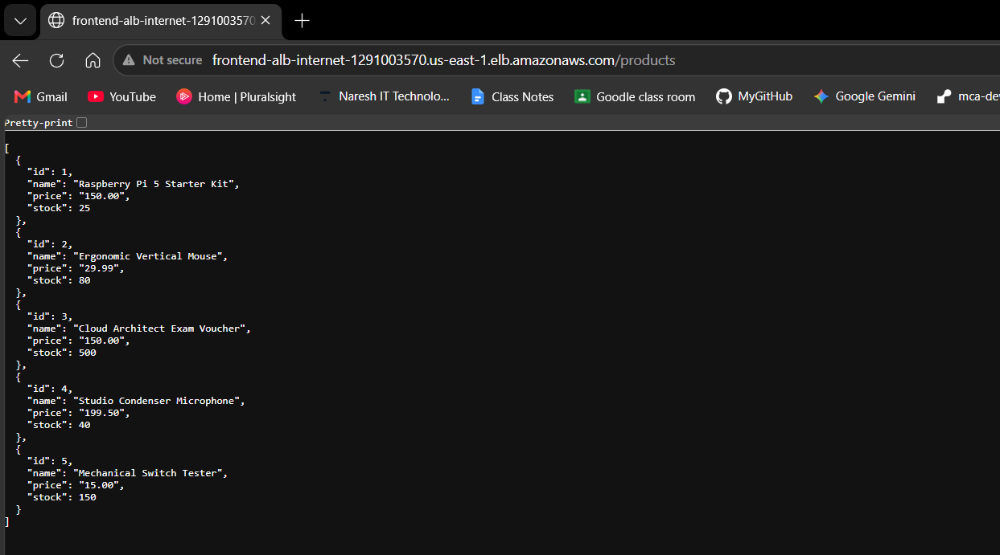 frontend-alb-internet-1291003570
Not secure frontend-alb-internet-1291003570.us-east-1.elb.amazonaws.com/products
Gmail YouTube Home | Pluralsight Naresh IT Technolo... Class Notes Goodle class room MyGitHub Google Gemini mca-dev
Pretty-print
[
  {
    "id": 1,
    "name": "Raspberry Pi 5 Starter Kit",
    "price": "150.00",
    "stock": 25
  },
  {
    "id": 2,
    "name": "Ergonomic Vertical Mouse",
    "price": "29.99",
    "stock": 80
  },
  {
    "id": 3,
    "name": "Cloud Architect Exam Voucher",
    "price": "150.00",
    "stock": 500
  },
  {
    "id": 4,
    "name": "Studio Condenser Microphone",
    "price": "199.50",
    "stock": 40
  },
  {
    "id": 5,
    "name": "Mechanical Switch Tester",
    "price": "15.00",
    "stock": 150
  }
]